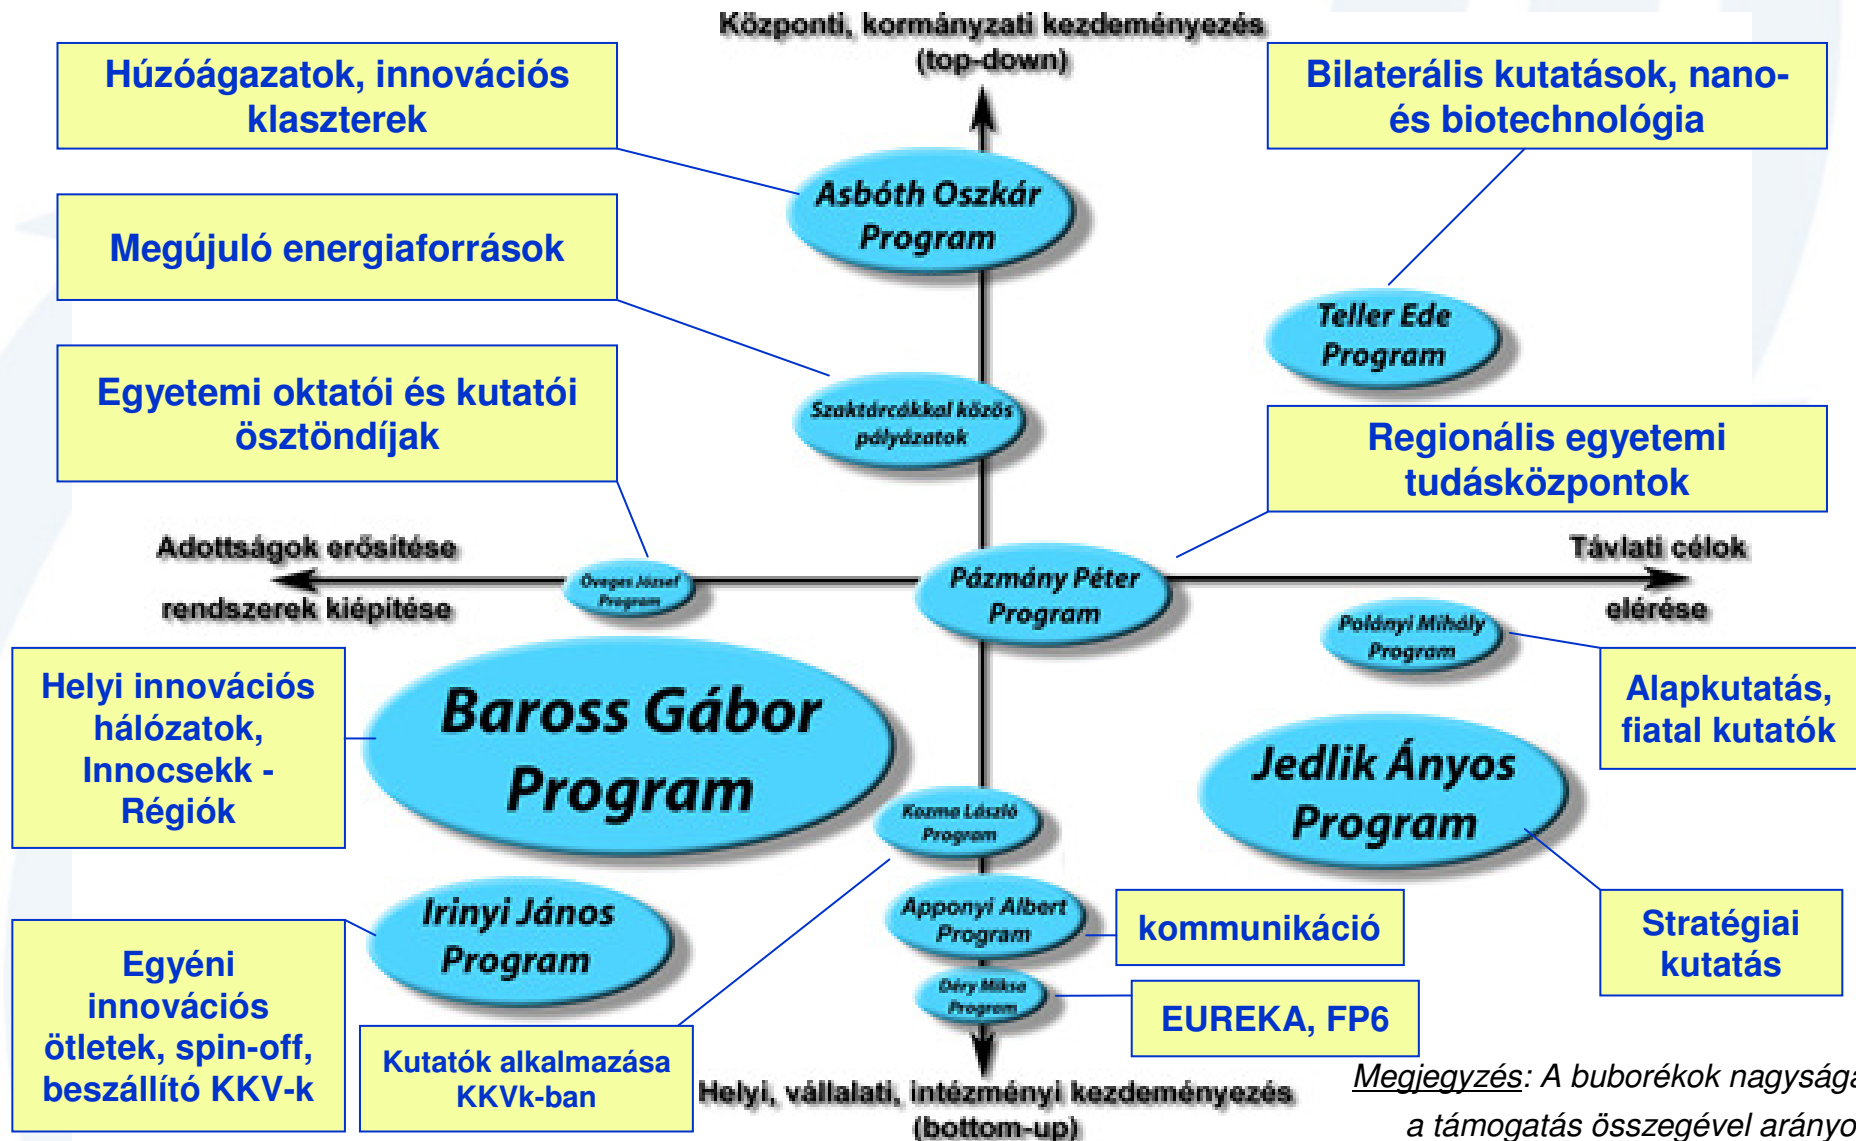 Központi, kormányzati kezdeményezés
(top-down)
Húzóágazatok, innovációs
klaszterek
Bilaterális kutatások, nano-
és biotechnológia
Asbóth Oszkár
Program
Megújuló energiaforrások
Teller Ede
Program
Egyetemi oktatói és kutatói
ösztöndíjak
Szaktárcákkal közös
pályázatok
Regionális egyetemi
tudásközpontok
Adottságok erősítése
rendszerek kiépítése
Öveges József
Program
Pázmány Péter
Program
Távlati célok
elérése
Polányi Mihály
Program
Helyi innovációs
hálózatok,
Innocsekk -
Régiók
Baross Gábor
Program
Alapkutatás,
fiatal kutatók
Jedlik Ányos
Program
Kozma László
Program
Irinyi János
Program
Apponyi Albert
Program
kommunikáció
Stratégiai
kutatás
Egyéni
innovációs
ötletek, spin-off,
beszállító KKV-k
Déry Miksa
Program
EUREKA, FP6
Kutatók alkalmazása
KKVk-ban
Helyi, vállalati, intézményi kezdeményezés
(bottom-up)
Megjegyzés: A buborékok nagysága
a támogatás összegével arányo